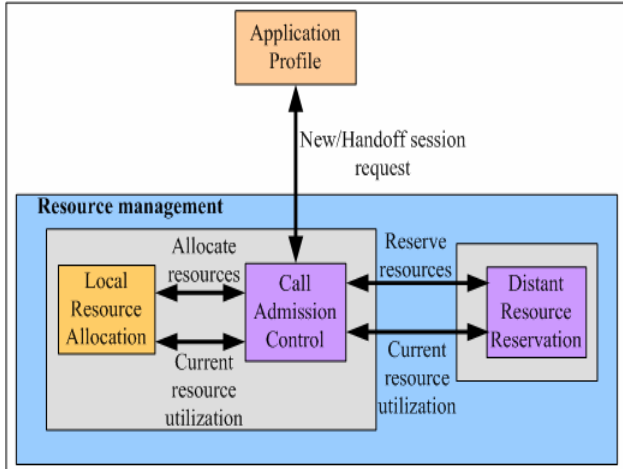 Application
Profile
New/Handoff session
request
Resource management
Allocate
resources
Reserve
resources
Local
Resource
Allocation
Call
Admission
Control
Distant
Resource
Reservation
Current
resource
utilization
Current
resource
utilization